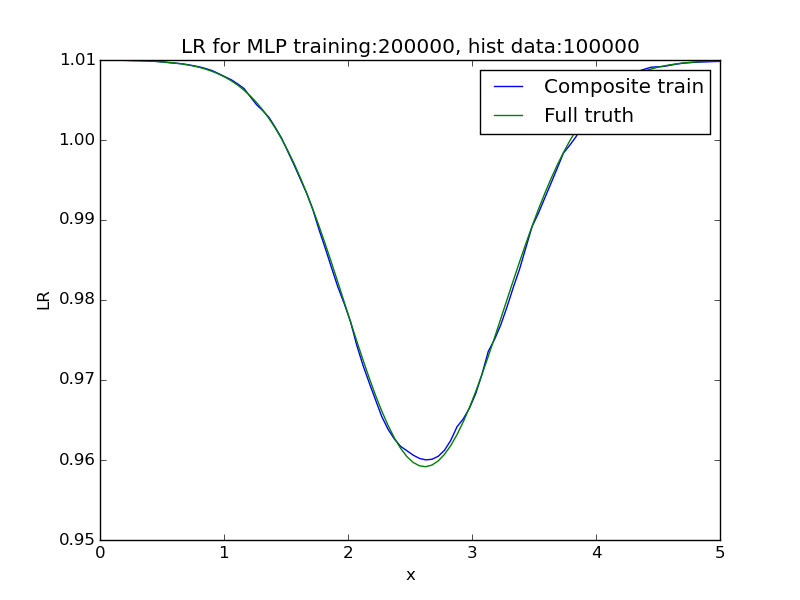 LR for MLP training:200000, hist data:100000
1.01
1.00
0.99
0.98
0.97
0.96
0.95
LR
Composite train
Full truth
0 1 2 3 4 5
x